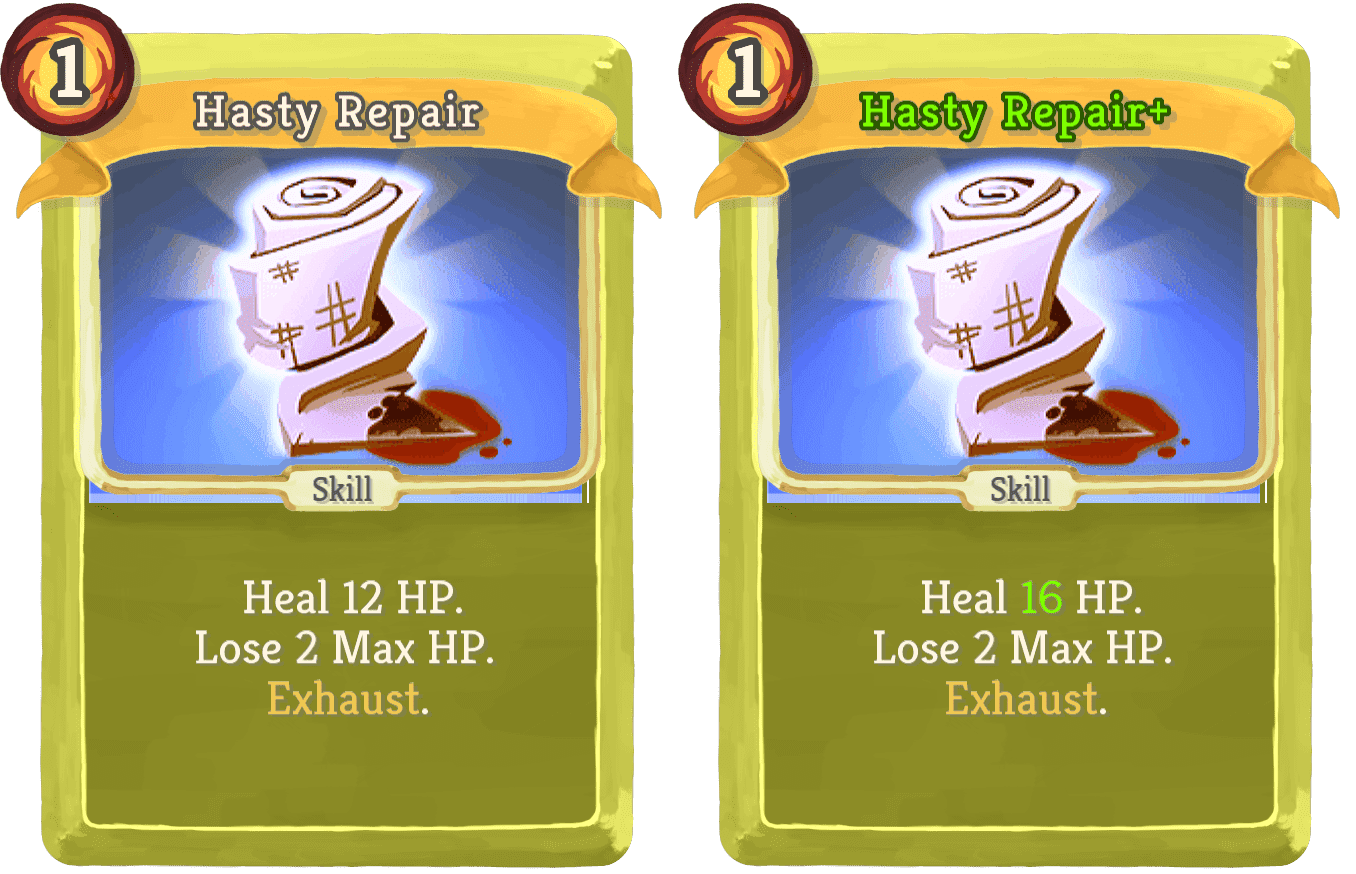 1
Hasty Repair
Skill
Heal 12 HP.
Lose 2 Max HP.
Exhaust.
1
Hasty Repair+
Skill
Heal 16 HP.
Lose 2 Max HP.
Exhaust.